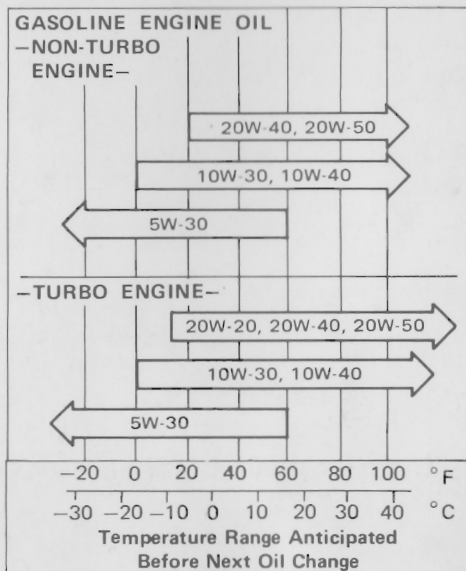 GASOLINE ENGINE OIL
–NON-TURBO
ENGINE–
20W-40, 20W-50
10W-30, 10W-40
5W-30
–TURBO ENGINE–
20W-20, 20W-40, 20W-50
10W-30, 10W-40
5W-30
–20 0 20 40 60 80 100 °F
–30 –20 –10 0 10 20 30 40 °C
Temperature Range Anticipated
Before Next Oil Change